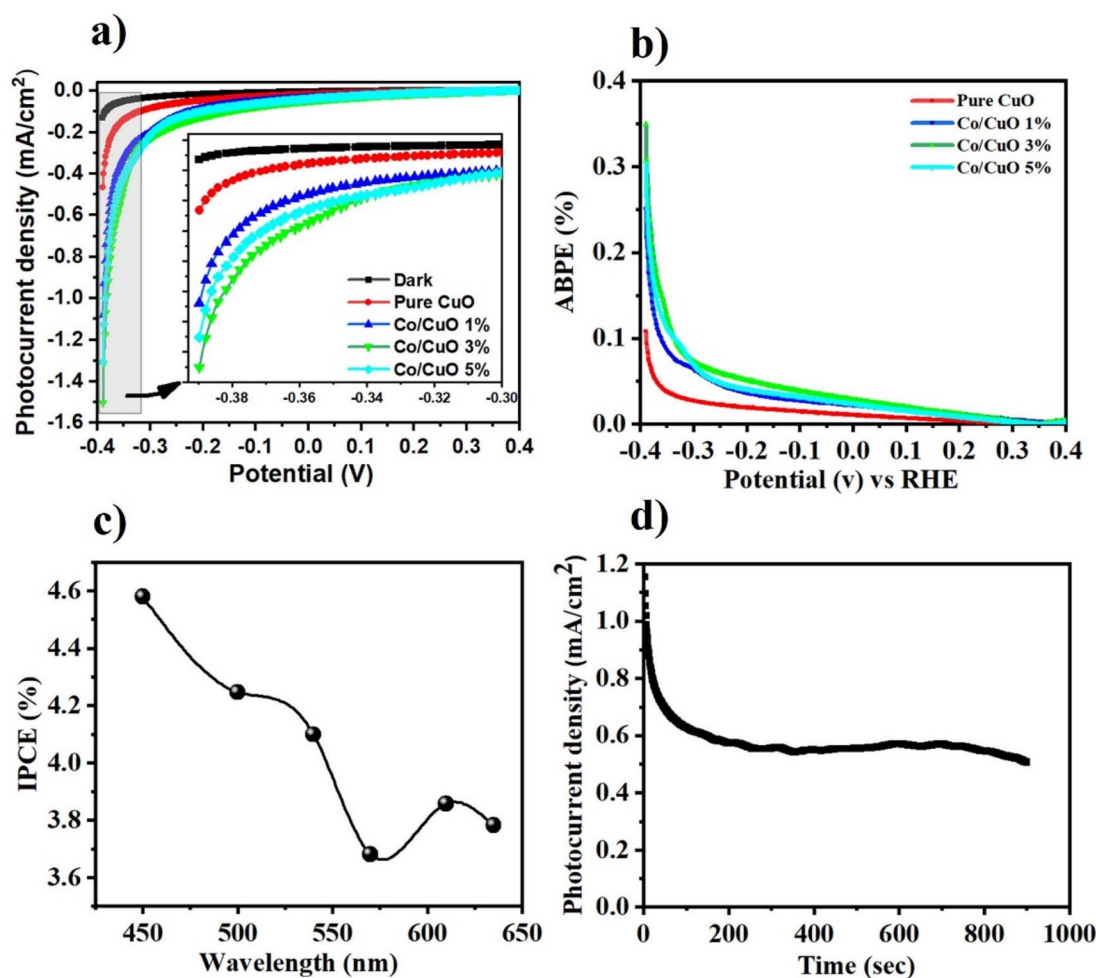 a)
Photocurrent density (mA/cm²)
0.0
-0.2
-0.4
-0.6
-0.8
-1.0
-1.2
-1.4
-1.6
Dark
Pure CuO
Co/CuO 1%
Co/CuO 3%
Co/CuO 5%
-0.38 -0.36 -0.34 -0.32 -0.30
-0.4 -0.3 -0.2 -0.1 0.0 0.1 0.2 0.3 0.4
Potential (V)
b)
ABPE (%)
0.4
0.3
0.2
0.1
0.0
Pure CuO
Co/CuO 1%
Co/CuO 3%
Co/CuO 5%
-0.4 -0.3 -0.2 -0.1 0.0 0.1 0.2 0.3 0.4
Potential (v) vs RHE
c)
IPCE (%)
4.6
4.4
4.2
4.0
3.8
3.6
450 500 550 600 650
Wavelength (nm)
d)
Photocurrent density (mA/cm²)
1.2
1.0
0.8
0.6
0.4
0.2
0.0
0 200 400 600 800 1000
Time (sec)